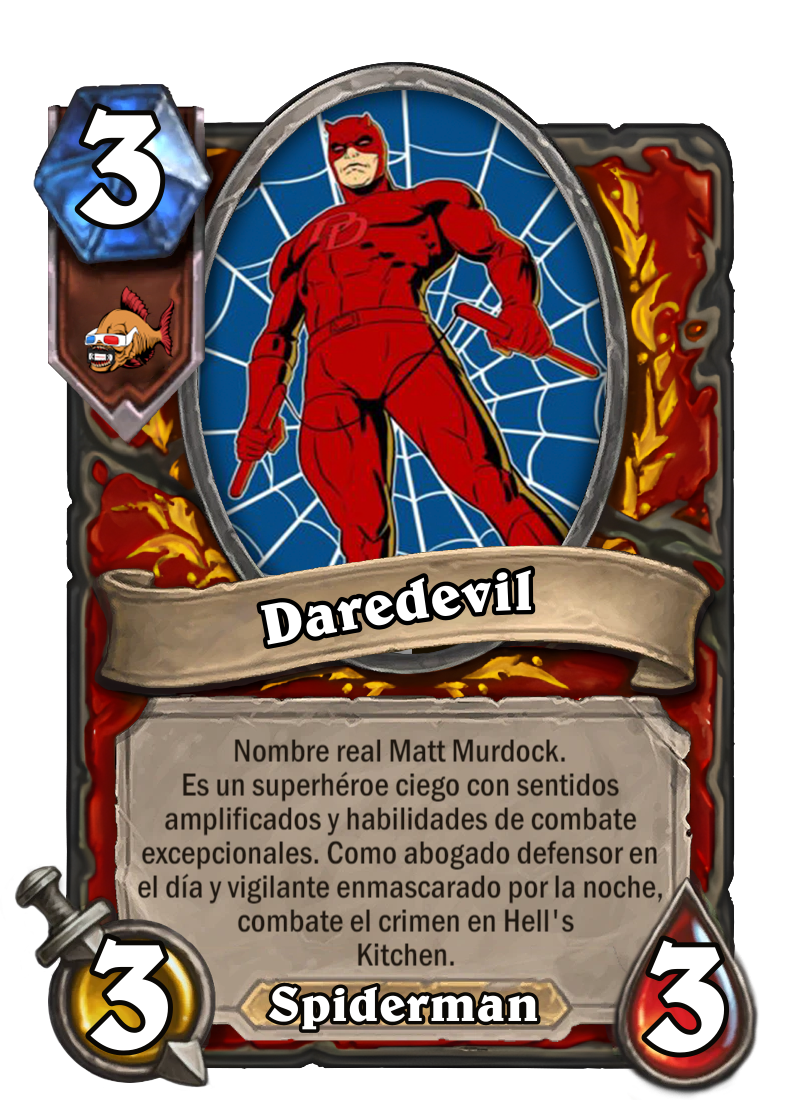 3
DD
Daredevil
Nombre real Matt Murdock.
Es un superhéroe ciego con sentidos
amplificados y habilidades de combate
excepcionales. Como abogado defensor en
el día y vigilante enmascarado por la noche,
combate el crimen en Hell's
Kitchen.
Spiderman
3
3